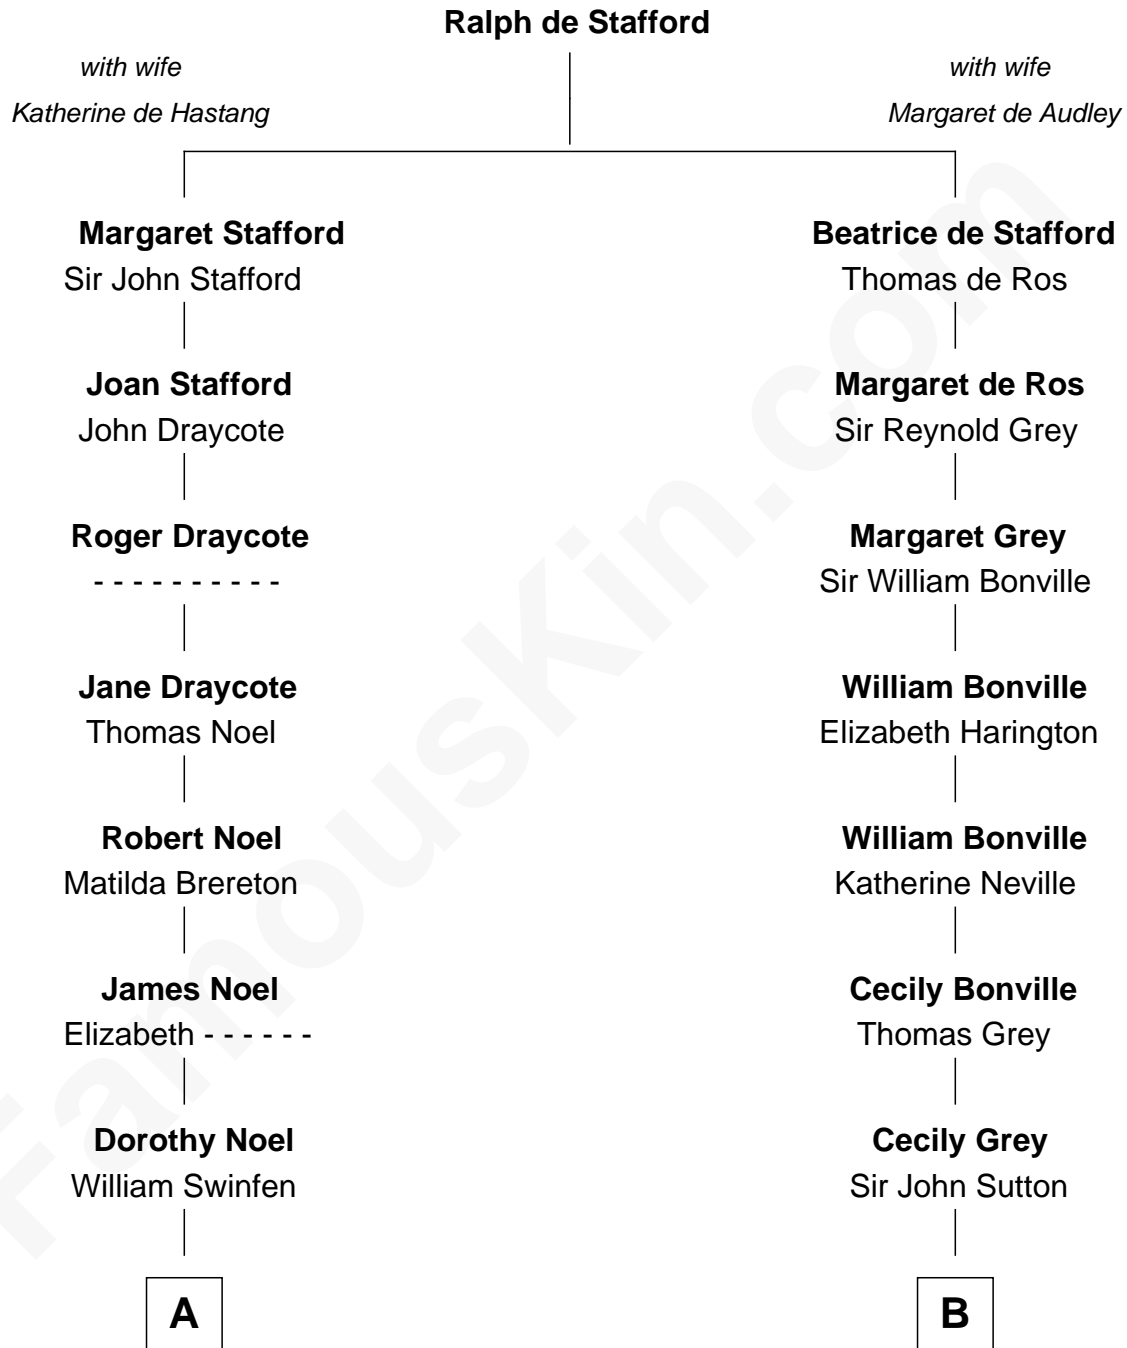 Ralph de Stafford
with wife
Katherine de Hastang
with wife
Margaret de Audley
Margaret Stafford
Sir John Stafford
Beatrice de Stafford
Thomas de Ros
Joan Stafford
John Draycote
Margaret de Ros
Sir Reynold Grey
Roger Draycote
- - - - - - - - - -
Margaret Grey
Sir William Bonville
Jane Draycote
Thomas Noel
William Bonville
Elizabeth Harington
Robert Noel
Matilda Brereton
William Bonville
Katherine Neville
James Noel
Elizabeth - - - - - -
Cecily Bonville
Thomas Grey
Dorothy Noel
William Swinfen
Cecily Grey
Sir John Sutton
A
B
FamousKin.com